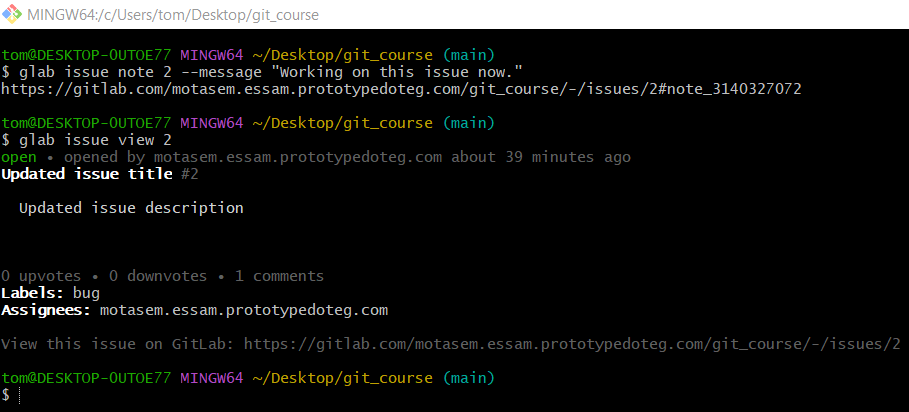 MINGW64:/c/Users/tom/Desktop/git_course
tom@DESKTOP-OUTOE77 MINGW64 ~/Desktop/git_course (main)
$ glab issue note 2 --message "Working on this issue now."
https://gitlab.com/motasem.essam.prototypedoteg.com/git_course/-/issues/2#note_3140327072
tom@DESKTOP-OUTOE77 MINGW64 ~/Desktop/git_course (main)
$ glab issue view 2
open • opened by motasem.essam.prototypedoteg.com about 39 minutes ago
Updated issue title #2
Updated issue description
0 upvotes • 0 downvotes • 1 comments
Labels: bug
Assignees: motasem.essam.prototypedoteg.com
View this issue on GitLab: https://gitlab.com/motasem.essam.prototypedoteg.com/git_course/-/issues/2
tom@DESKTOP-OUTOE77 MINGW64 ~/Desktop/git_course (main)
$